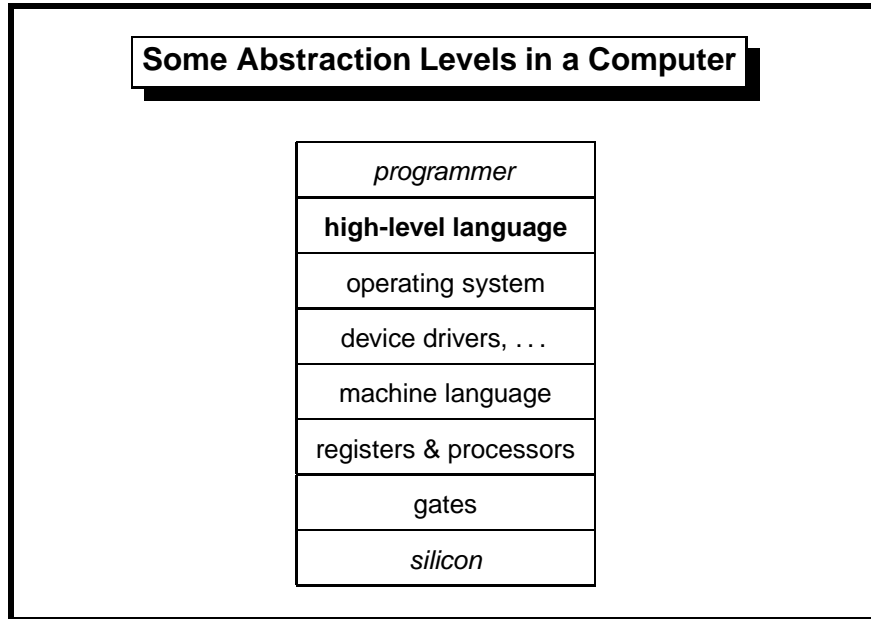 Some Abstraction Levels in a Computer
programmer
high-level language
operating system
device drivers, . . .
machine language
registers & processors
gates
silicon